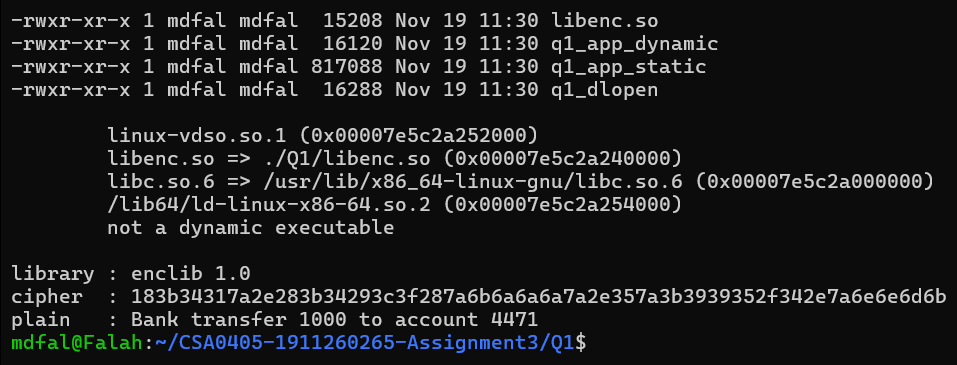 -rwxr-xr-x 1 mdfal mdfal  15208 Nov 19 11:30 libenc.so
-rwxr-xr-x 1 mdfal mdfal  16120 Nov 19 11:30 q1_app_dynamic
-rwxr-xr-x 1 mdfal mdfal 817088 Nov 19 11:30 q1_app_static
-rwxr-xr-x 1 mdfal mdfal  16288 Nov 19 11:30 q1_dlopen
linux-vdso.so.1 (0x00007e5c2a252000)
libenc.so => ./Q1/libenc.so (0x00007e5c2a240000)
libc.so.6 => /usr/lib/x86_64-linux-gnu/libc.so.6 (0x00007e5c2a000000)
/lib64/ld-linux-x86-64.so.2 (0x00007e5c2a254000)
not a dynamic executable
library : enclib 1.0
cipher  : 183b34317a2e283b34293c3f287a6b6a6a6a7a2e357a3b3939352f342e7a6e6e6d6b
plain   : Bank transfer 1000 to account 4471
mdfal@Falah:~/CSA0405-1911260265-Assignment3/Q1$